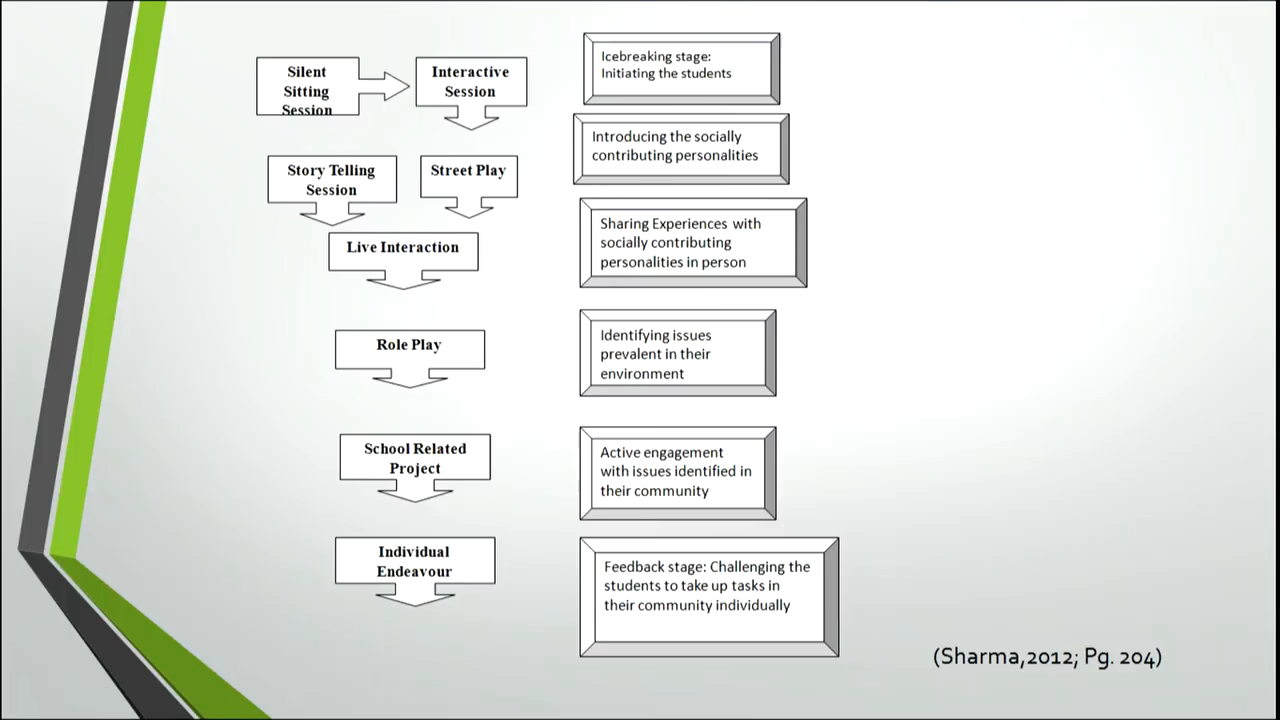 Silent
Sitting
Session
Interactive
Session
Icebreaking stage:
Initiating the students
Story Telling
Session
Street Play
Introducing the socially
contributing personalities
Live Interaction
Sharing Experiences with
socially contributing
personalities in person
Role Play
Identifying issues
prevalent in their
environment
School Related
Project
Active engagement
with issues identified in
their community
Individual
Endeavour
Feedback stage: Challenging the
students to take up tasks in
their community individually
(Sharma,2012; Pg. 204)